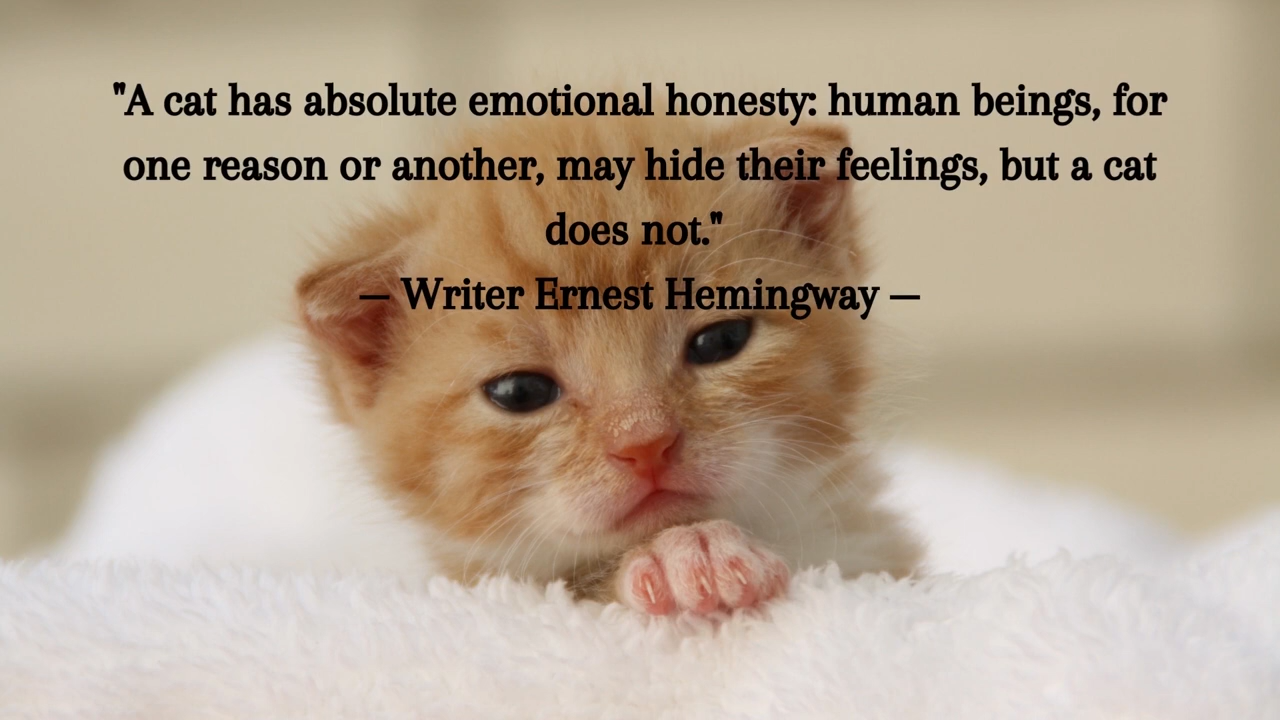 "A cat has absolute emotional honesty: human beings, for
one reason or another, may hide their feelings, but a cat
does not."
— Writer Ernest Hemingway —